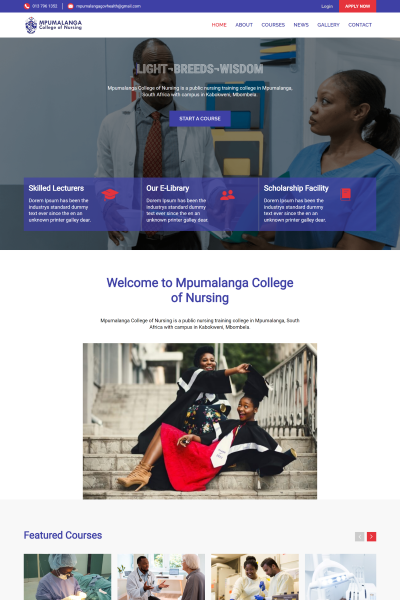 013 796 1352 mpumalangagovhealth@gmail.com Login APPLY NOW
MPUMALANGA
College of Nursing
HOME ABOUT COURSES NEWS GALLERY CONTACT
LIGHT-BREEDS-WISDOM
Mpumalanga College of Nursing is a public nursing training college in Mpumalanga,
South Africa with campus in Kabokweni, Mbombela.
START A COURSE
Skilled Lecturers
Dorem Ipsum has been the
industrys standard dummy
text ever since the en an
unknown printer galley dear.
Our E-Library
Dorem Ipsum has been the
industrys standard dummy
text ever since the en an
unknown printer galley dear.
Scholarship Facility
Dorem Ipsum has been the
industrys standard dummy
text ever since the en an
unknown printer galley dear.
Welcome to Mpumalanga College
of Nursing
Mpumalanga College of Nursing is a public nursing training college in Mpumalanga, South
Africa with campus in Kabokweni, Mbombela.
Featured Courses